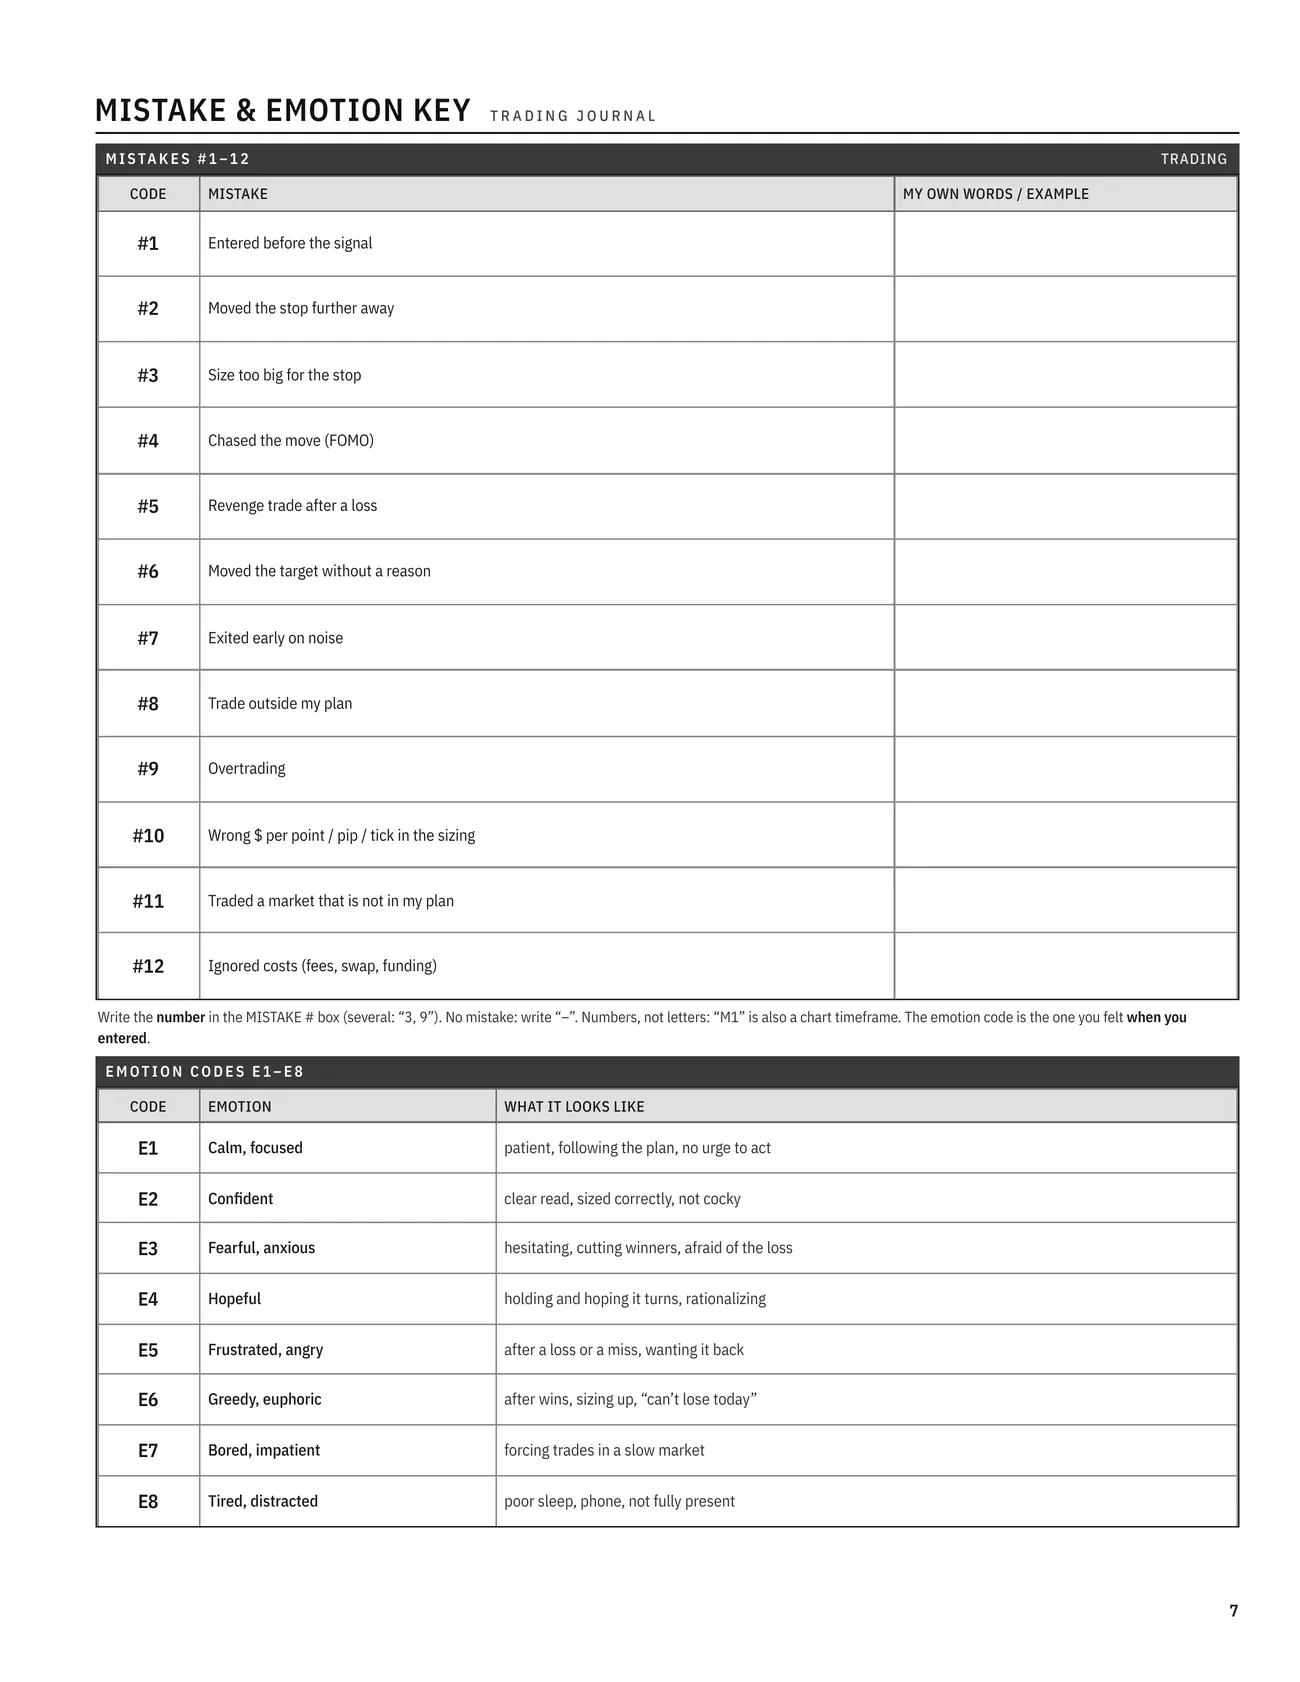 MISTAKE & EMOTION KEY TRADING JOURNAL
MISTAKES #1–12 TRADING
CODE MISTAKE MY OWN WORDS / EXAMPLE
#1 Entered before the signal
#2 Moved the stop further away
#3 Size too big for the stop
#4 Chased the move (FOMO)
#5 Revenge trade after a loss
#6 Moved the target without a reason
#7 Exited early on noise
#8 Trade outside my plan
#9 Overtrading
#10 Wrong $ per point / pip / tick in the sizing
#11 Traded a market that is not in my plan
#12 Ignored costs (fees, swap, funding)
Write the number in the MISTAKE # box (several: “3, 9”). No mistake: write “–”. Numbers, not letters: “M1” is also a chart timeframe. The emotion code is the one you felt when you
entered.
EMOTION CODES E1–E8
CODE EMOTION WHAT IT LOOKS LIKE
E1 Calm, focused patient, following the plan, no urge to act
E2 Confident clear read, sized correctly, not cocky
E3 Fearful, anxious hesitating, cutting winners, afraid of the loss
E4 Hopeful holding and hoping it turns, rationalizing
E5 Frustrated, angry after a loss or a miss, wanting it back
E6 Greedy, euphoric after wins, sizing up, “can’t lose today”
E7 Bored, impatient forcing trades in a slow market
E8 Tired, distracted poor sleep, phone, not fully present
7